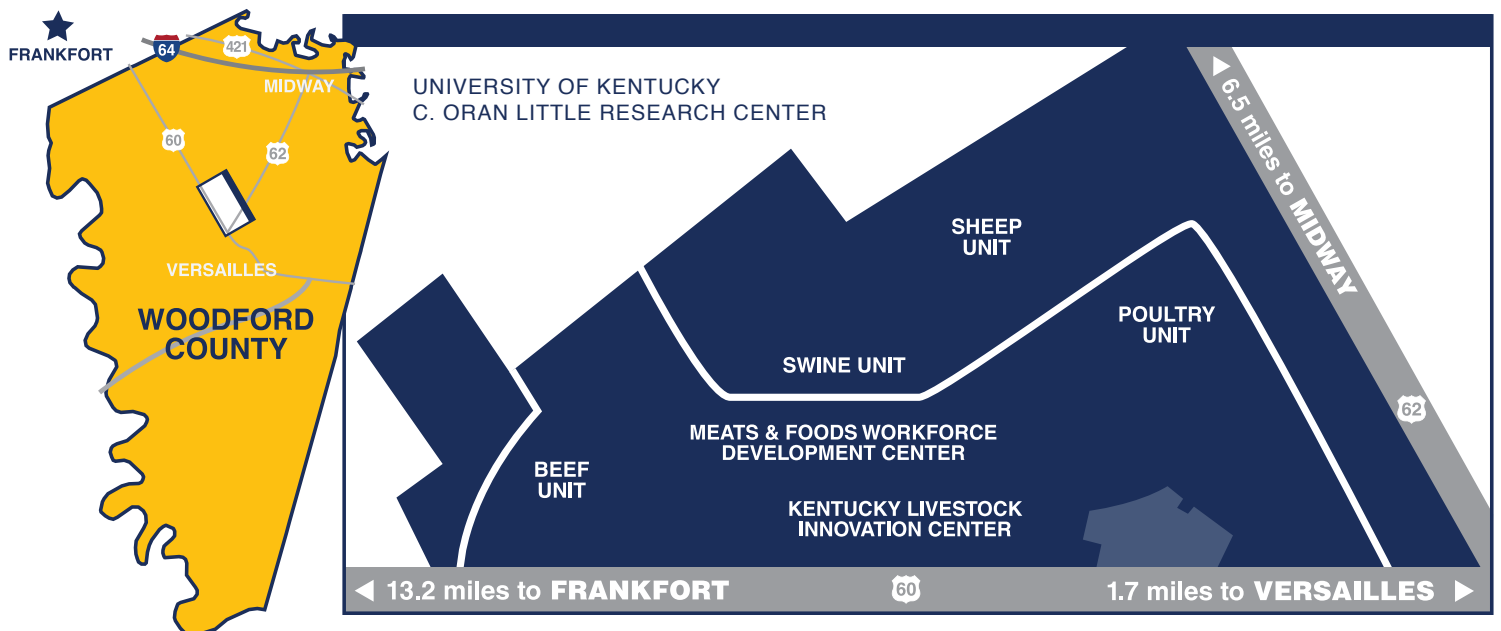 FRANKFORT
64
421
MIDWAY
60
62
VERSAILLES
WOODFORD
COUNTY
UNIVERSITY OF KENTUCKY
C. ORAN LITTLE RESEARCH CENTER
6.5 miles to MIDWAY
SHEEP
UNIT
POULTRY
UNIT
SWINE UNIT
62
MEATS & FOODS WORKFORCE
DEVELOPMENT CENTER
BEEF
UNIT
KENTUCKY LIVESTOCK
INNOVATION CENTER
13.2 miles to FRANKFORT
60
1.7 miles to VERSAILLES